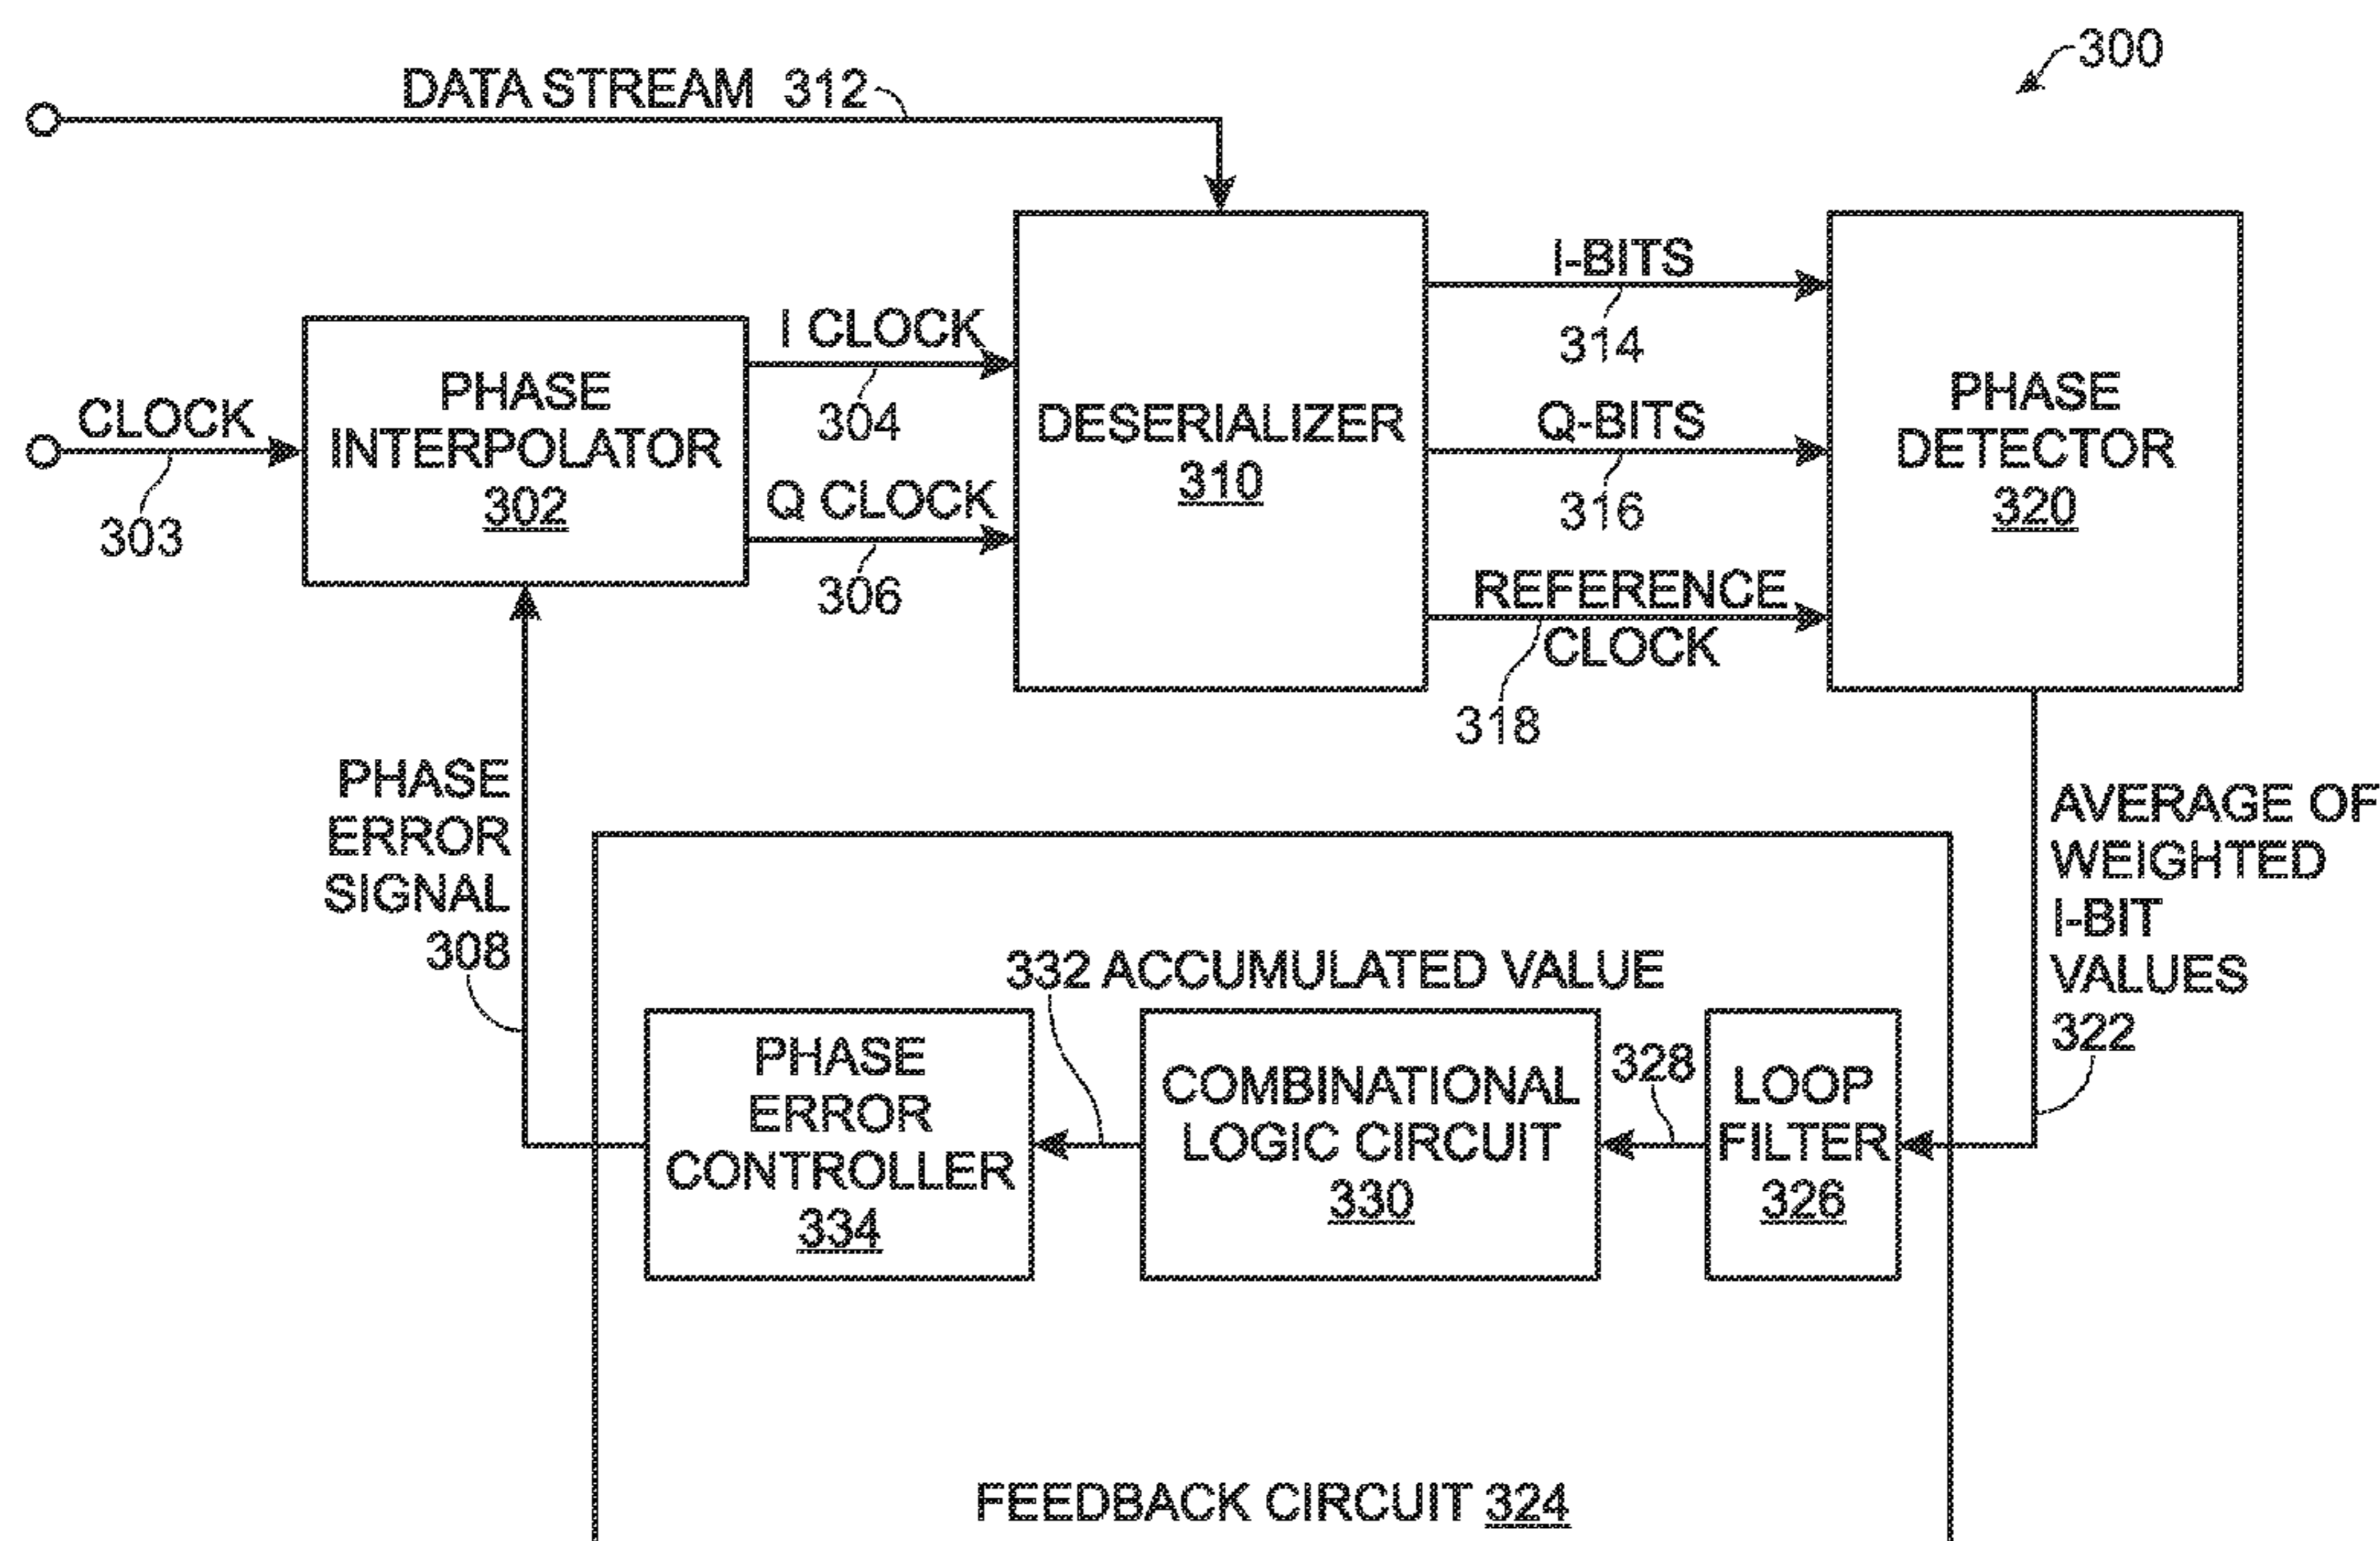 300
DATA STREAM 312
CLOCK
303
PHASE
INTERPOLATOR
302
I CLOCK
304
Q CLOCK
306
DESERIALIZER
310
I-BITS
314
Q-BITS
316
REFERENCE
CLOCK
318
PHASE
DETECTOR
320
PHASE
ERROR
SIGNAL
308
AVERAGE OF
WEIGHTED
I-BIT
VALUES
322
332 ACCUMULATED VALUE
PHASE
ERROR
CONTROLLER
334
COMBINATIONAL
LOGIC CIRCUIT
330
328
LOOP
FILTER
326
FEEDBACK CIRCUIT 324